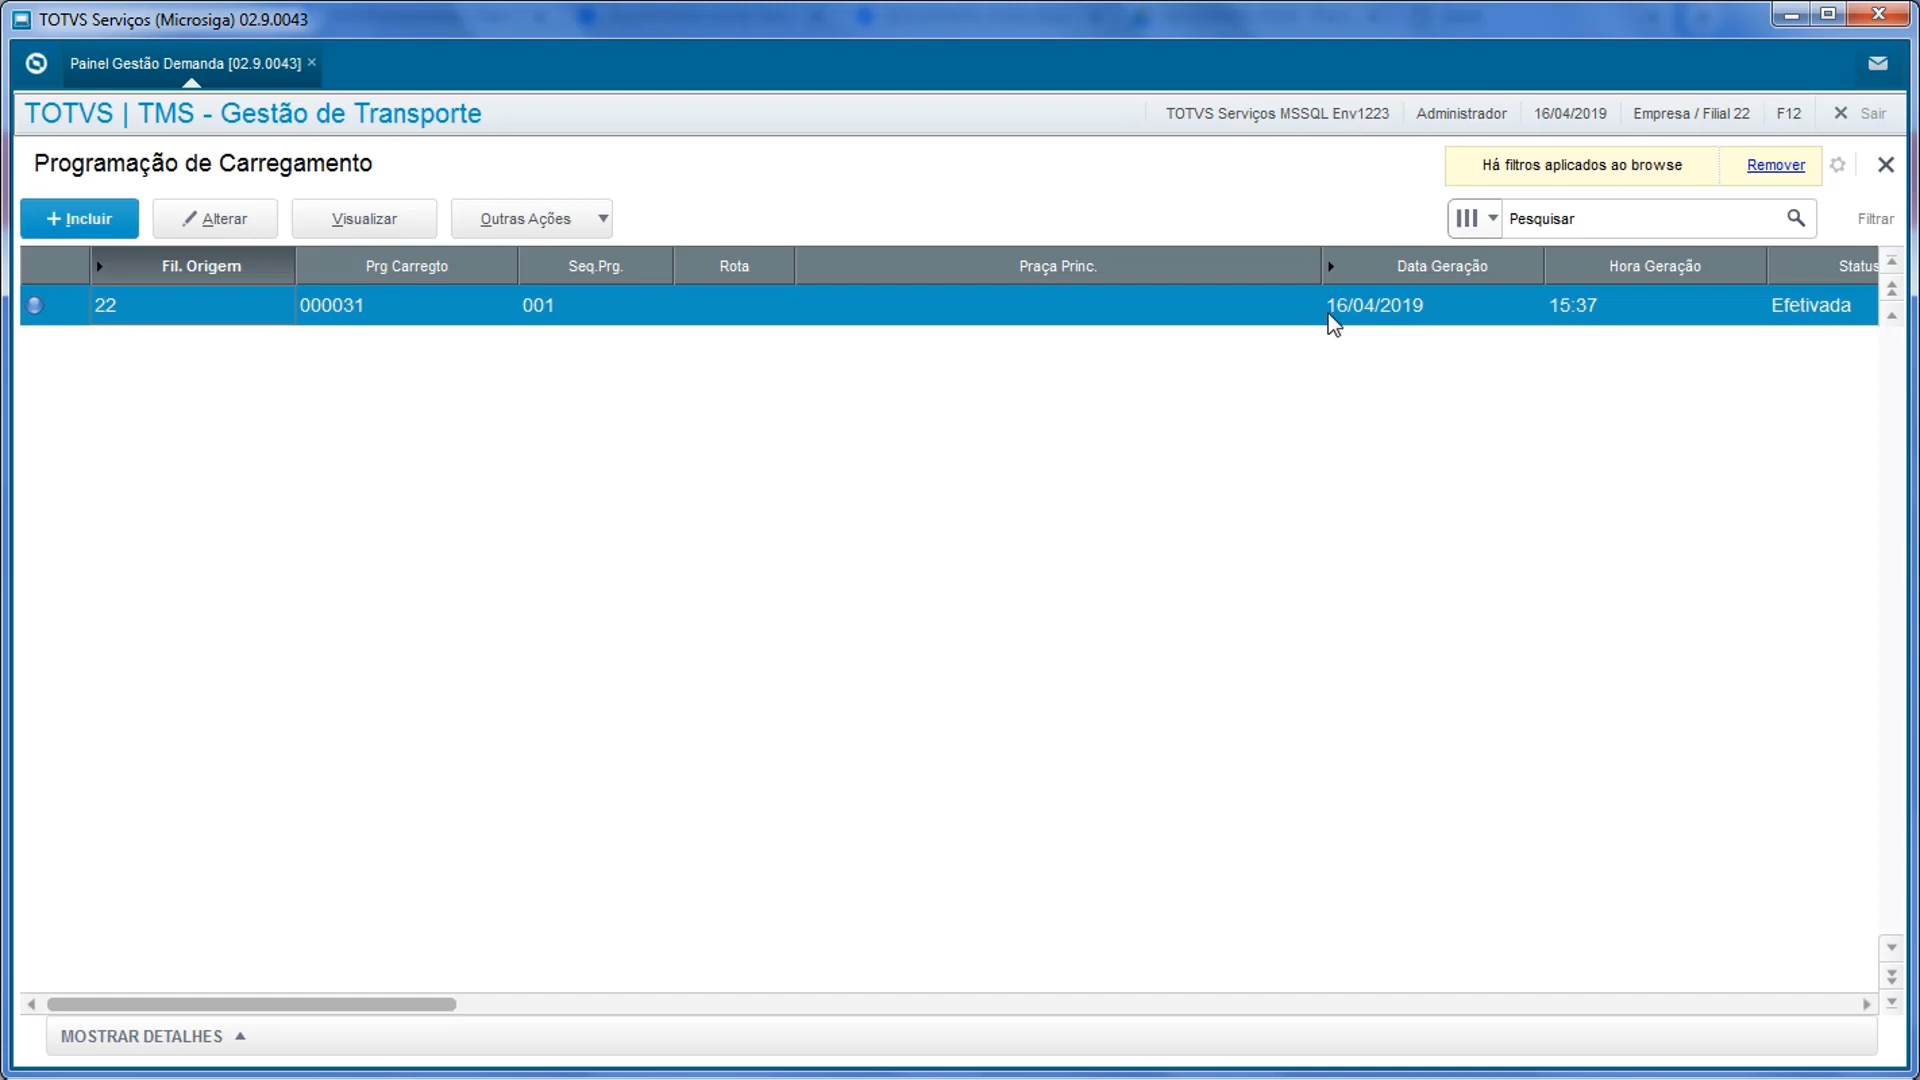 TOTVS Serviços (Microsiga) 02.9.0043
Painel Gestão Demanda [02.9.0043]
TOTVS | TMS - Gestão de Transporte
TOTVS Serviços MSSQL Env1223 Administrador 16/04/2019 Empresa / Filial 22 F12 Sair
Programação de Carregamento
Há filtros aplicados ao browse Remover
Incluir Alterar Visualizar Outras Ações Pesquisar Filtrar
Fil. Origem Prg Carregto Seq.Prg. Rota Praça Princ. Data Geração Hora Geração Status
22 000031 001 16/04/2019 15:37 Efetivada
MOSTRAR DETALHES